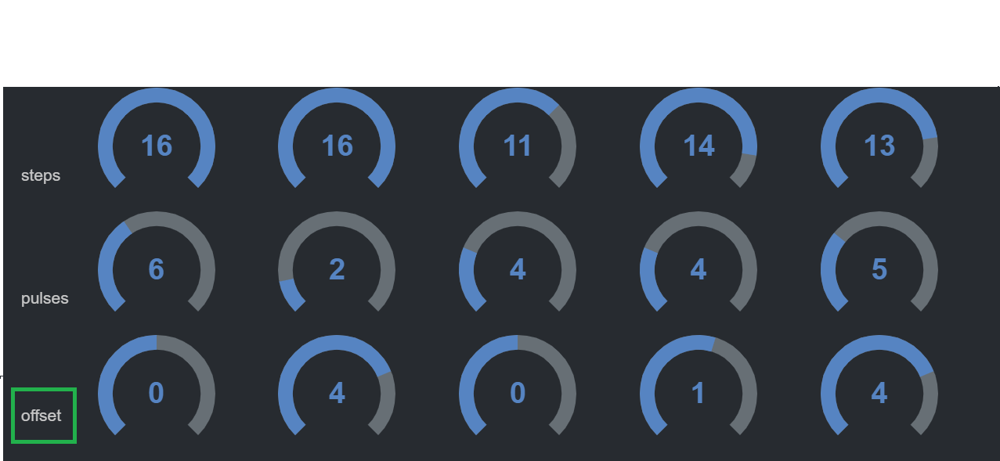 16 16 11 14 13
steps
6 2 4 4 5
pulses
0 4 0 1 4
offset